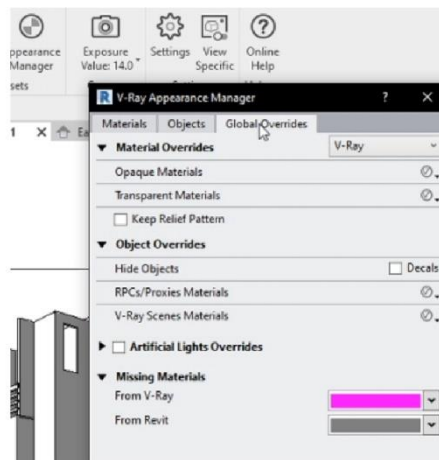 ppearance Exposure Settings View Online
Manager Value: 14.0 Specific Help
sets
V-Ray Appearance Manager ? X
1 X Ea
Materials Objects Global Overrides
Material Overrides V-Ray
Opaque Materials
Transparent Materials
Keep Relief Pattern
Object Overrides
Hide Objects Decals
RPCs/Proxies Materials
V-Ray Scenes Materials
Artificial Lights Overrides
Missing Materials
From V-Ray
From Revit